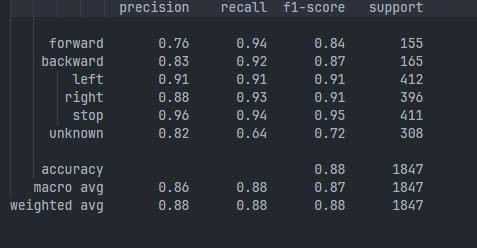 precision recall f1-score support
forward 0.76 0.94 0.84 155
backward 0.83 0.92 0.87 165
left 0.91 0.91 0.91 412
right 0.88 0.93 0.91 396
stop 0.96 0.94 0.95 411
unknown 0.82 0.64 0.72 308
accuracy 0.88 1847
macro avg 0.86 0.88 0.87 1847
weighted avg 0.88 0.88 0.88 1847